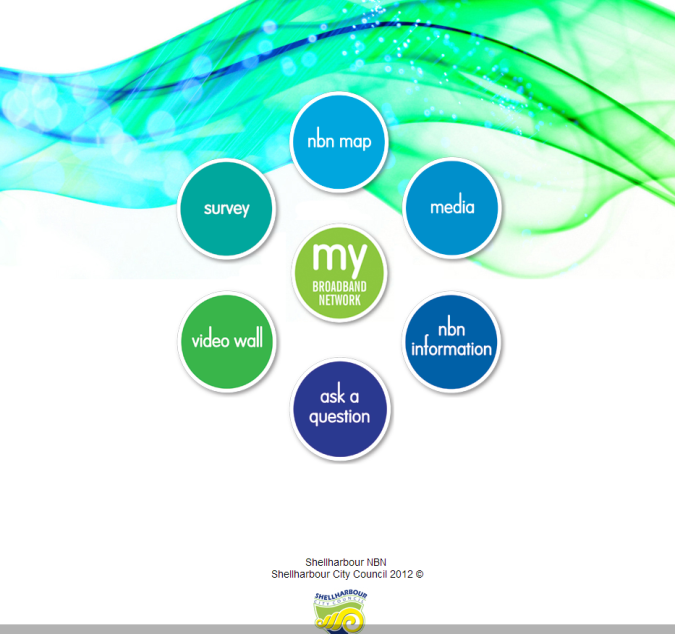 nbn map
survey
media
my
BROADBAND
NETWORK
video wall
nbn
information
ask a
question
Shellharbour NBN
Shellharbour City Council 2012 ©
SHELLHARBOUR
CITY COUNCIL